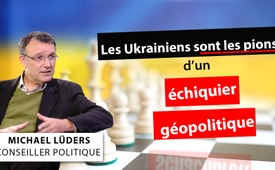 Les Ukrainiens sont les pions
d'un
échiquier
géopolitique
MICHAEL LÜDERS
CONSEILLER POLITIQUE